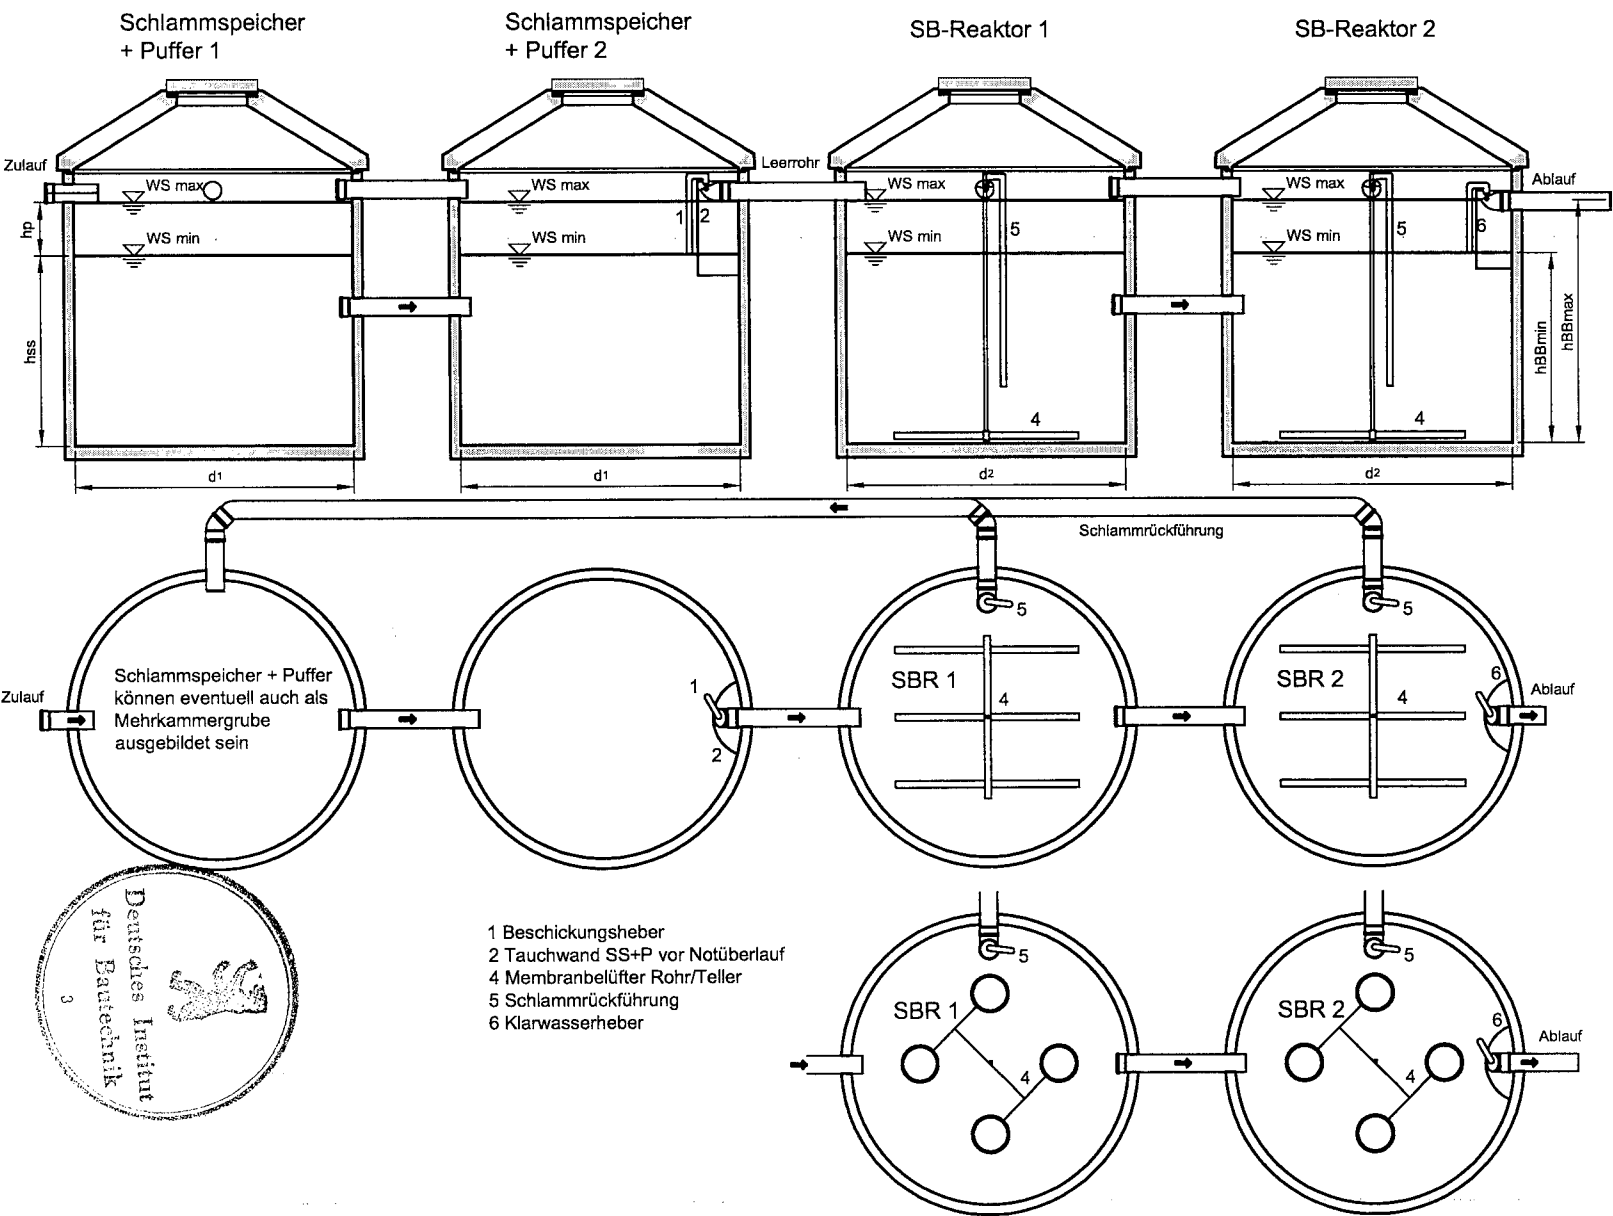 Schlammspeicher
+ Puffer 1
Schlammspeicher
+ Puffer 2
SB-Reaktor 1
SB-Reaktor 2
Zulauf
WS max
WS max
Leerrohr
WS max
WS max
Ablauf
1
2
5
5
6
hp
WS min
WS min
WS min
WS min
hss
hBBmin
hBBmax
4
4
d1
d1
d2
d2
Schlammrückführung
5
5
Zulauf
Schlammspeicher + Puffer
können eventuell auch als
Mehrkammergrube
ausgebildet sein
1
2
SBR 1
4
SBR 2
4
6
Ablauf
Deutsches Institut
für Bautechnik
3
1 Beschickungsheber
2 Tauchwand SS+P vor Notüberlauf
4 Membranbelüfter Rohr/Teller
5 Schlammrückführung
6 Klarwasserheber
5
SBR 1
4
5
SBR 2
4
6
Ablauf